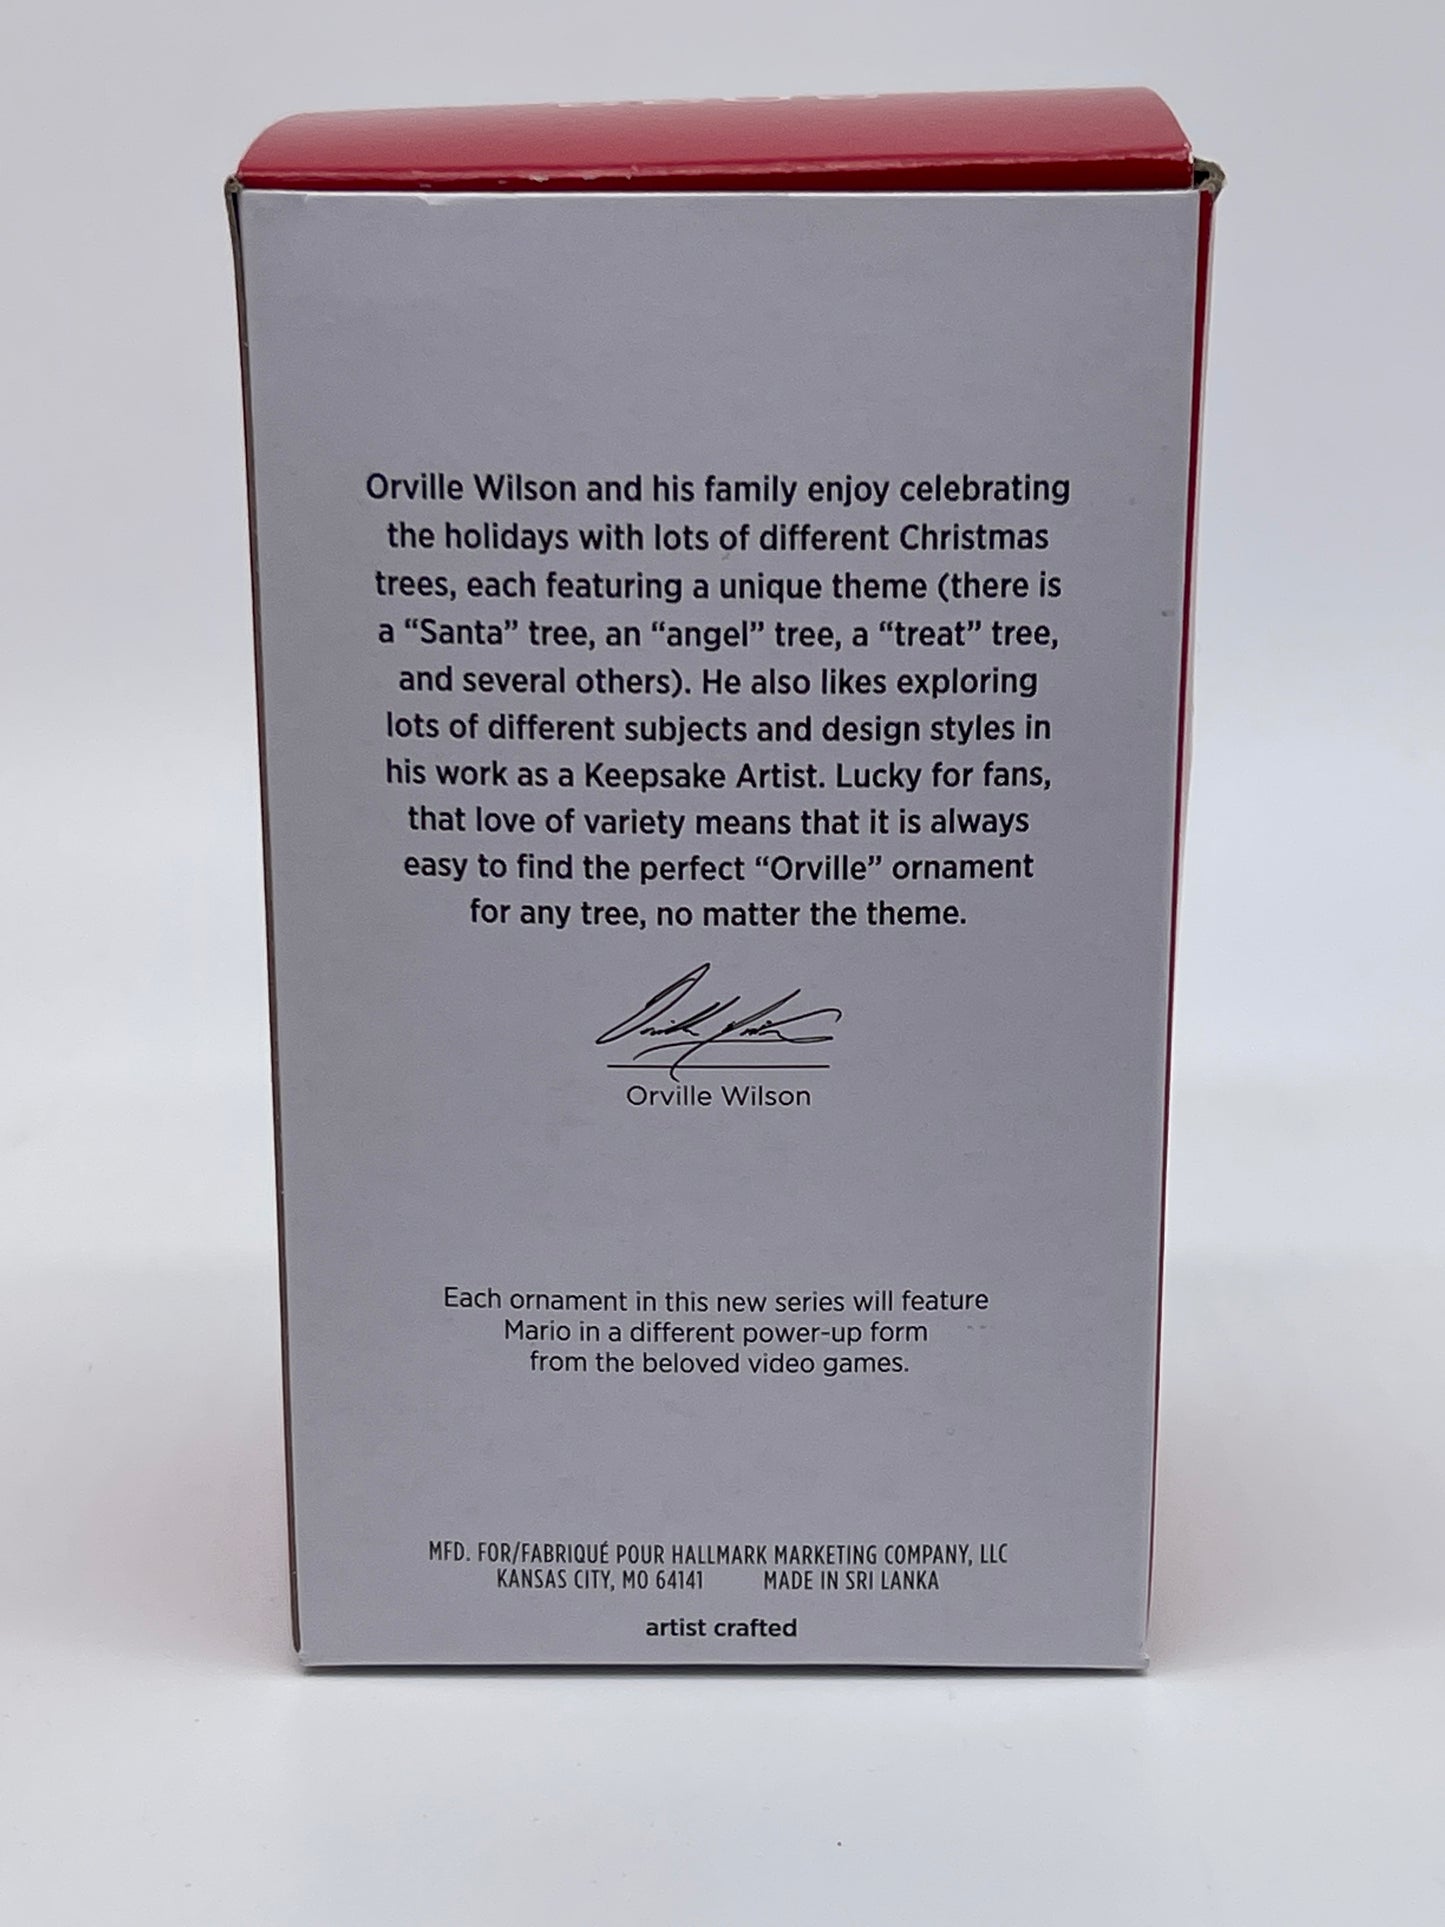 Orville Wilson and his family enjoy celebrating
the holidays with lots of different Christmas
trees, each featuring a unique theme (there is
a “Santa” tree, an “angel” tree, a “treat” tree,
and several others). He also likes exploring
lots of different subjects and design styles in
his work as a Keepsake Artist. Lucky for fans,
that love of variety means that it is always
easy to find the perfect “Orville” ornament
for any tree, no matter the theme.
Orville Wilson
Orville Wilson
Each ornament in this new series will feature
Mario in a different power-up form
from the beloved video games.
MFD. FOR/FABRIQUÉ POUR HALLMARK MARKETING COMPANY, LLC
KANSAS CITY, MO 64141 MADE IN SRI LANKA
artist crafted